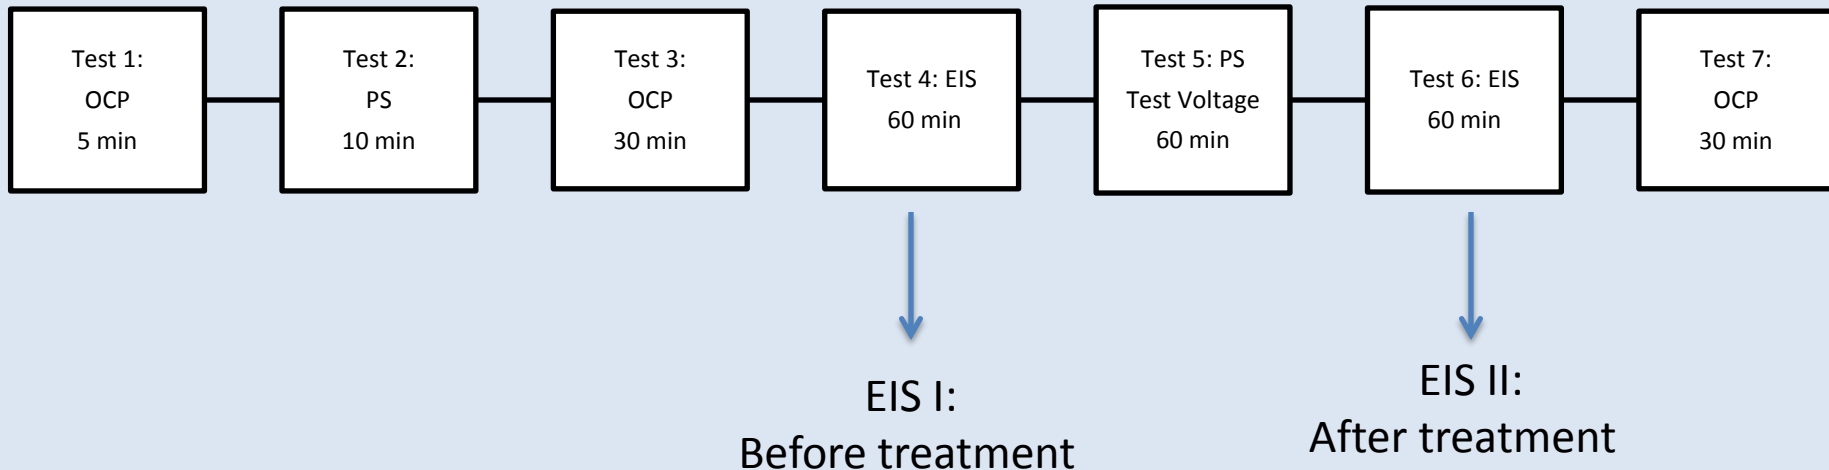 Test 1:
OCP
5 min
Test 2:
PS
10 min
Test 3:
OCP
30 min
Test 4: EIS
60 min
Test 5: PS
Test Voltage
60 min
Test 6: EIS
60 min
Test 7:
OCP
30 min
EIS I:
Before treatment
EIS II:
After treatment